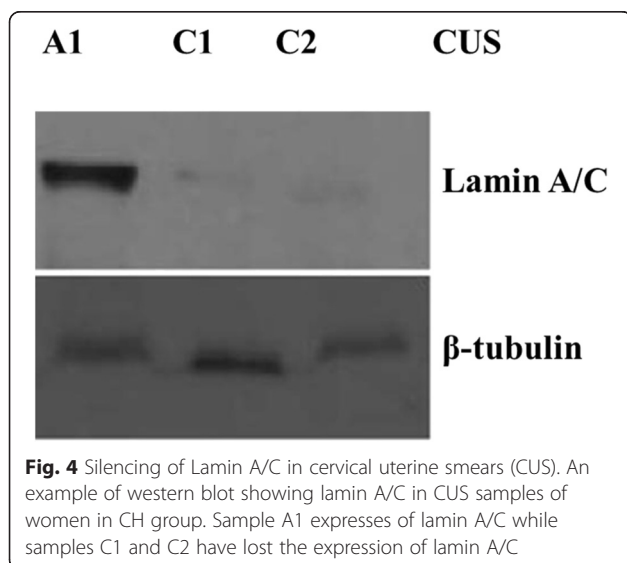 A1 C1 C2 CUS
Lamin A/C
β-tubulin
Fig. 4 Silencing of Lamin A/C in cervical uterine smears (CUS). An
example of western blot showing lamin A/C in CUS samples of
women in CH group. Sample A1 expresses of lamin A/C while
samples C1 and C2 have lost the expression of lamin A/C